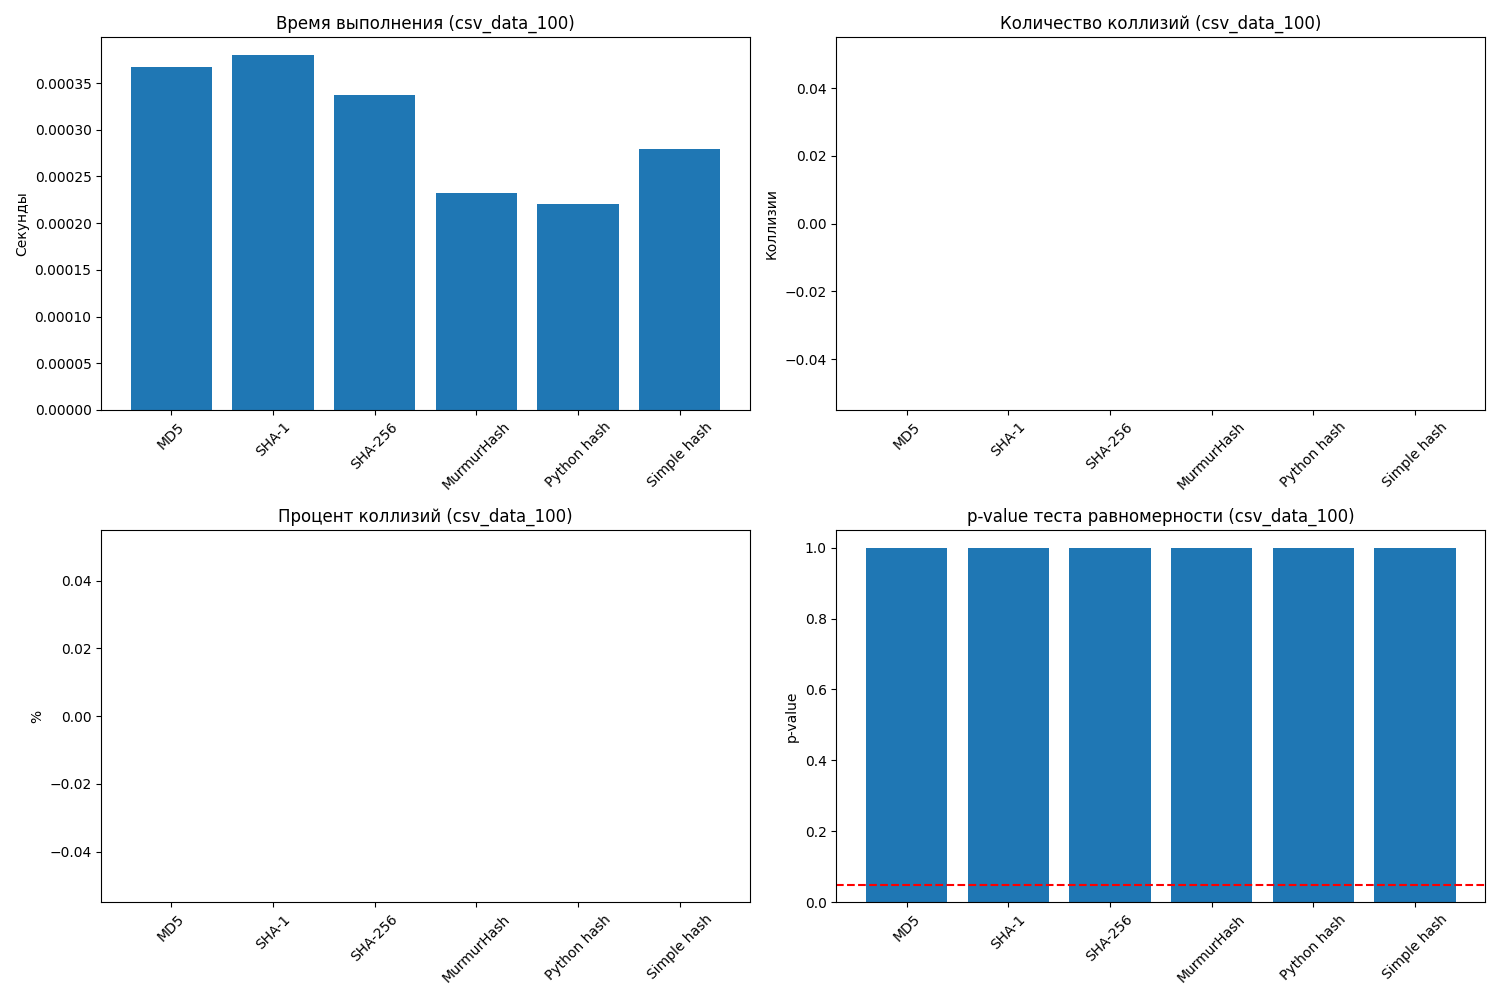 Время выполнения (csv_data_100)
Секунды
0.00035
0.00030
0.00025
0.00020
0.00015
0.00010
0.00005
0.00000
MD5
SHA-1
SHA-256
MurmurHash
Python hash
Simple hash
Количество коллизий (csv_data_100)
Коллизии
0.04
0.02
0.00
−0.02
−0.04
MD5
SHA-1
SHA-256
MurmurHash
Python hash
Simple hash
Процент коллизий (csv_data_100)
%
0.04
0.02
0.00
−0.02
−0.04
MD5
SHA-1
SHA-256
MurmurHash
Python hash
Simple hash
p-value теста равномерности (csv_data_100)
p-value
1.0
0.8
0.6
0.4
0.2
0.0
MD5
SHA-1
SHA-256
MurmurHash
Python hash
Simple hash